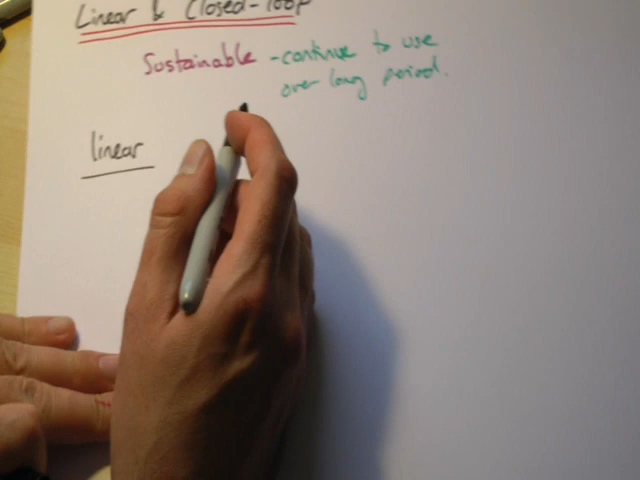 Linear & Closed-loop
Sustainable - continue to use
over long period.
linear